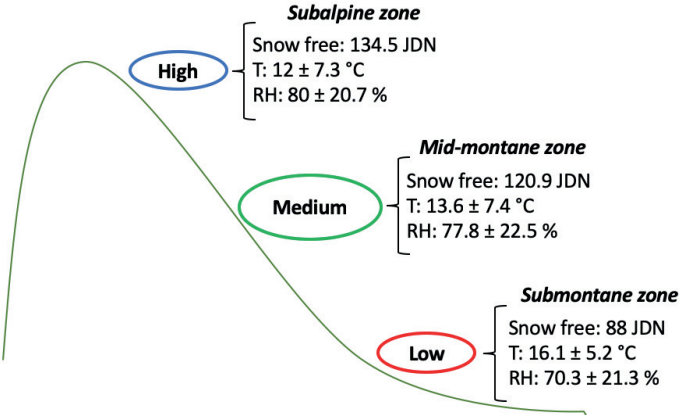 Subalpine zone
High
Snow free: 134.5 JDN
T: 12 ± 7.3 °C
RH: 80 ± 20.7 %
Mid-montane zone
Medium
Snow free: 120.9 JDN
T: 13.6 ± 7.4 °C
RH: 77.8 ± 22.5 %
Submontane zone
Low
Snow free: 88 JDN
T: 16.1 ± 5.2 °C
RH: 70.3 ± 21.3 %